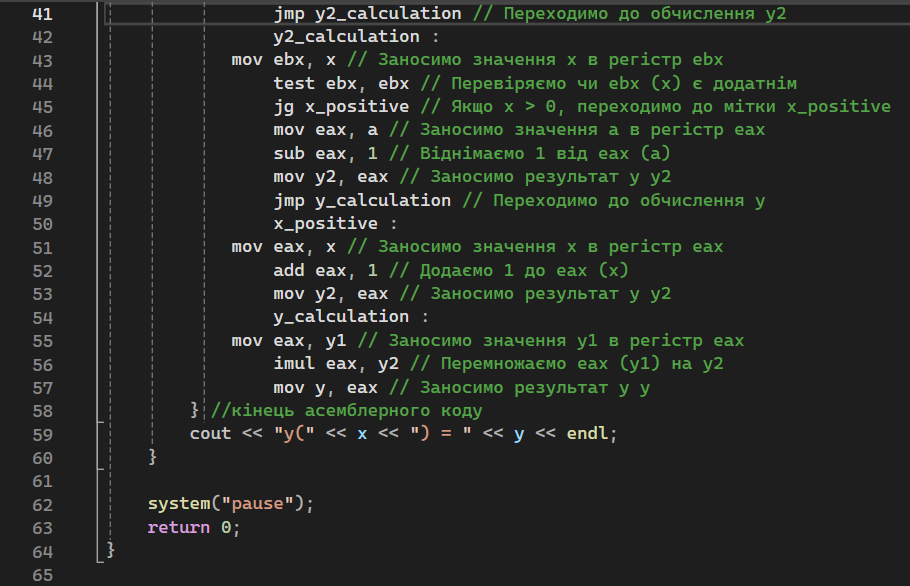 41 jmp y2_calculation // Переходимо до обчислення y2
42 y2_calculation :
43 mov ebx, x // Заносимо значення x в регістр ebx
44 test ebx, ebx // Перевіряємо чи ebx (x) є додатнім
45 jg x_positive // Якщо x > 0, переходимо до мітки x_positive
46 mov eax, a // Заносимо значення a в регістр eax
47 sub eax, 1 // Віднімаємо 1 від eax (a)
48 mov y2, eax // Заносимо результат у y2
49 jmp y_calculation // Переходимо до обчислення y
50 x_positive :
51 mov eax, x // Заносимо значення x в регістр eax
52 add eax, 1 // Додаємо 1 до eax (x)
53 mov y2, eax // Заносимо результат у y2
54 y_calculation :
55 mov eax, y1 // Заносимо значення y1 в регістр eax
56 imul eax, y2 // Перемножаємо eax (y1) на y2
57 mov y, eax // Заносимо результат у y
58 } //кінець асемблерного коду
59 cout << "y(" << x << ") = " << y << endl;
60 }
61
62 system("pause");
63 return 0;
64 }
65